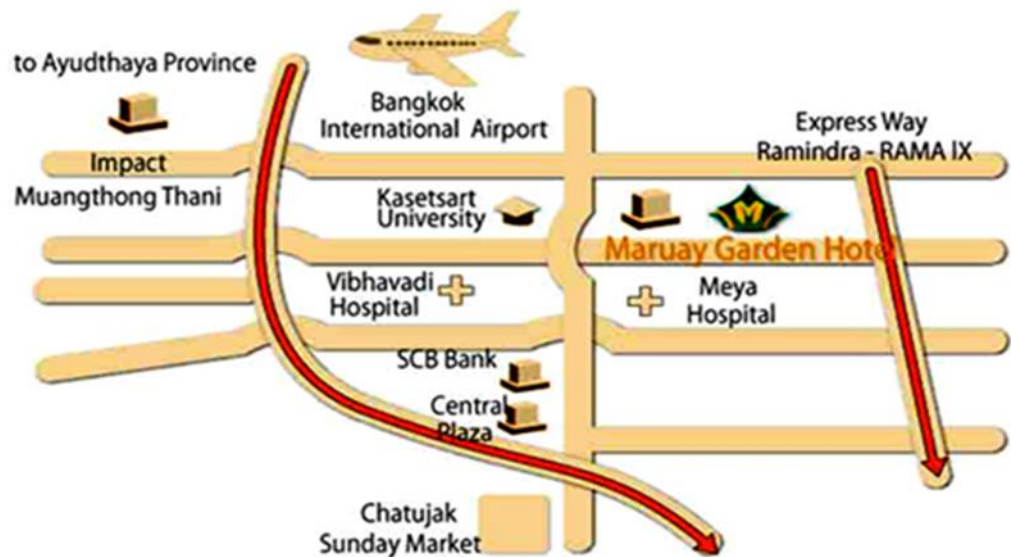 to Ayudthaya Province
Bangkok
International Airport
Express Way
Ramindra - RAMA IX
Impact
Muangthong Thani
Kasetsart
University
M
Maruay Garden Hotel
Vibhavadi
Hospital
Meya
Hospital
SCB Bank
Central
Plaza
Chatujak
Sunday Market